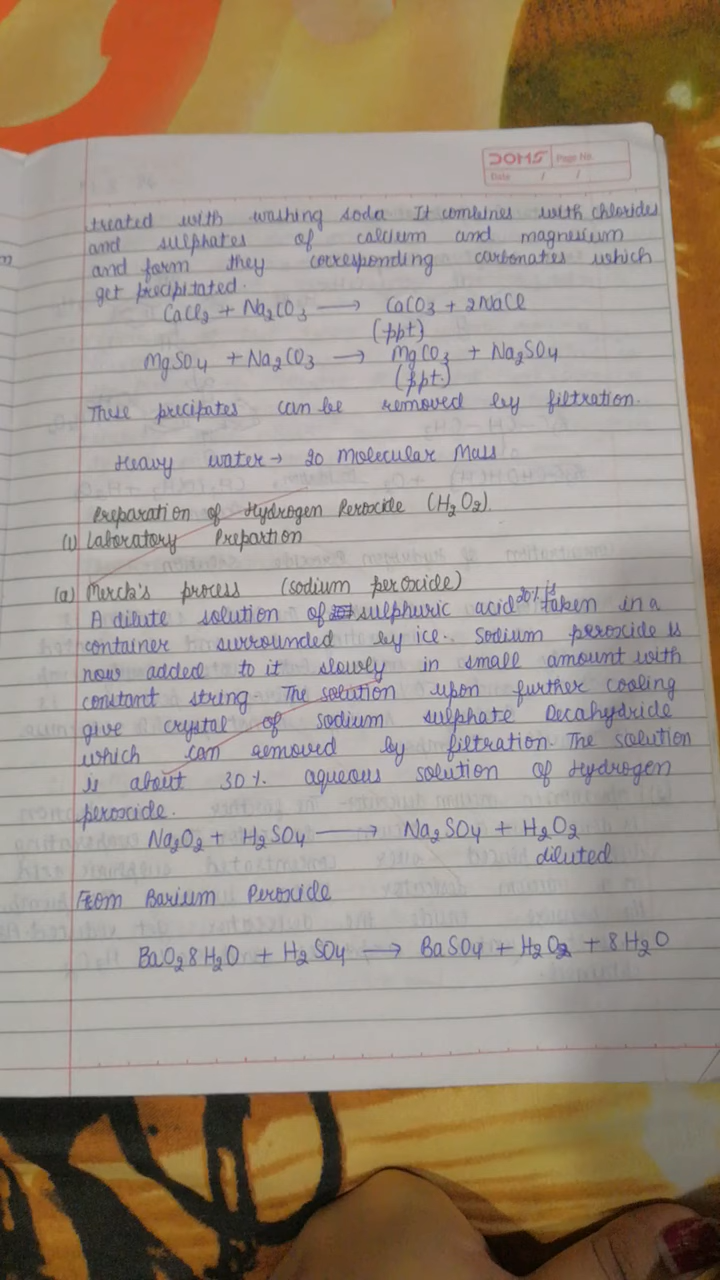 DOMS Page No.
Date / /
treated with washing soda It combines with chlorides
and sulphates of calcium and magnesium
and form they corresponding carbonates which
get precipitated.
CaCl2 + Na2CO3 → CaCO3 + 2NaCl
(ppt)
MgSO4 + Na2CO3 → MgCO3 + Na2SO4
(ppt.)
These precipates can be removed by filtration.
Heavy water → 20 Molecular Mass
Preparation of Hydrogen Peroxide (H2O2).
(1) Laboratory Prepartion
(a) Merck's process (sodium peroxide)
A dilute solution of sulphuric acid 20% is taken in a
container surrounded by ice. Sodium peroxide is
now added to it slowly in small amount with
constant string The solution upon further cooling
give crystal of sodium sulphate Decahydride
which can removed by filtration. The solution
is about 30% aqueous solution of Hydrogen
peroxide.
Na2O2 + H2SO4 → Na2SO4 + H2O2
diluted
From Barium Peroxide
BaO2 8H2O + H2SO4 → BaSO4 + H2O2 + 8H2O